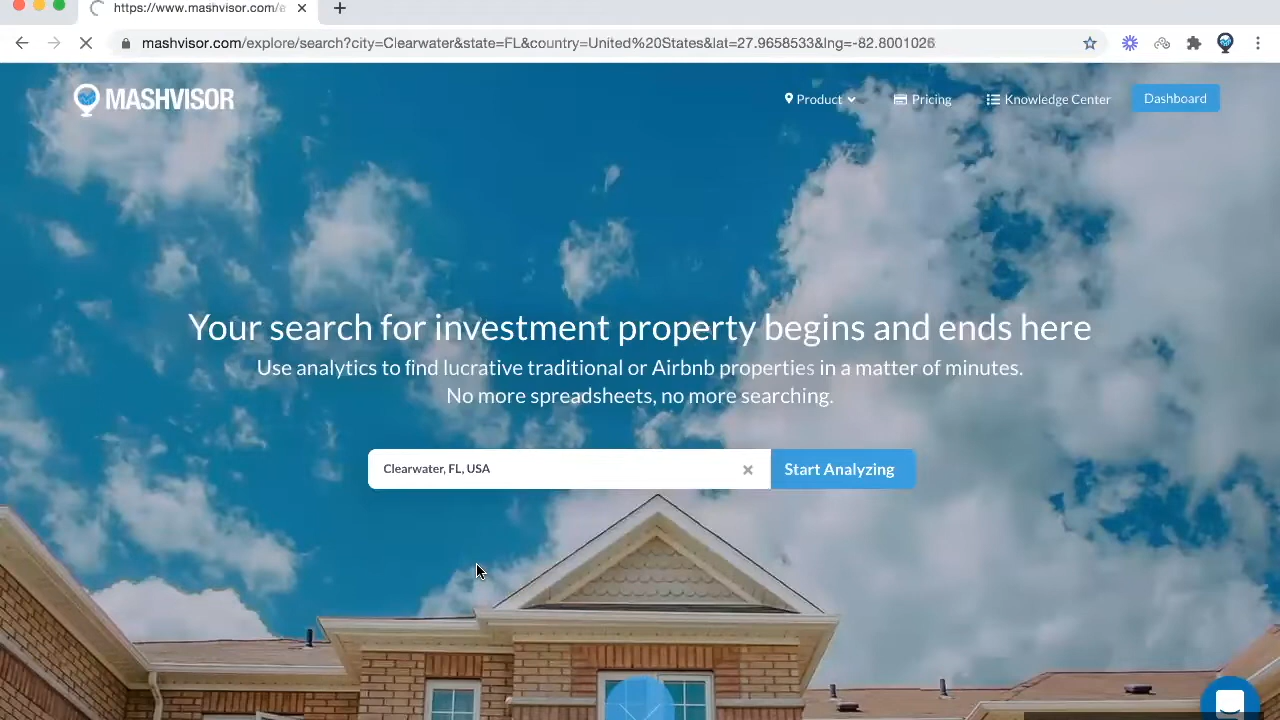 https://www.mashvisor.com/e
mashvisor.com/explore/search?city=Clearwater&state=FL&country=United%20States&lat=27.9658533&lng=-82.8001026
MASHVISOR
Product
Pricing
Knowledge Center
Dashboard
Your search for investment property begins and ends here
Use analytics to find lucrative traditional or Airbnb properties in a matter of minutes.
No more spreadsheets, no more searching.
Clearwater, FL, USA
Start Analyzing